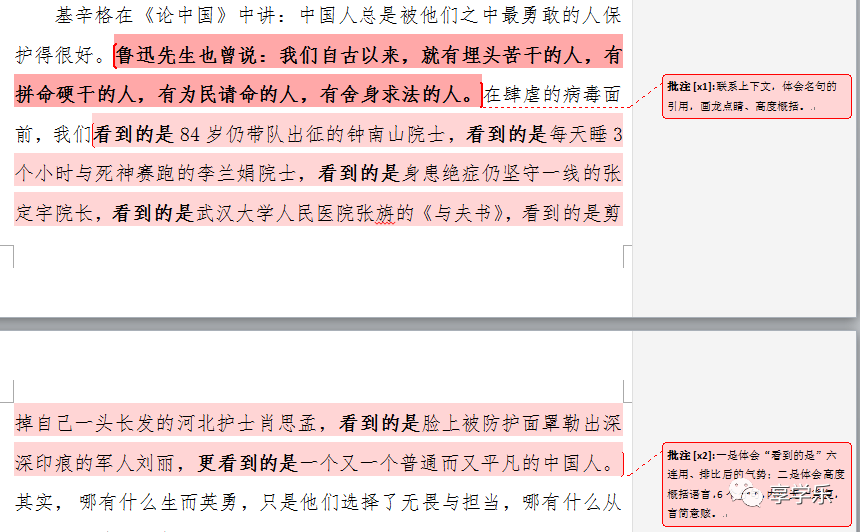 基辛格在《论中国》中讲：中国人总是被他们之中最勇敢的人保
护得很好。鲁迅先生也曾说：我们自古以来，就有埋头苦干的人，有
拼命硬干的人，有为民请命的人，有舍身求法的人。在肆虐的病毒面
前，我们看到的是 84 岁仍带队出征的钟南山院士，看到的是每天睡 3
个小时与死神赛跑的李兰娟院士，看到的是身患绝症仍坚守一线的张
定宇院长，看到的是武汉大学人民医院张旃的《与夫书》，看到的是剪
批注 [x1]:联系上下文，体会名句的
引用，画龙点睛、高度概括。
掉自己一头长发的河北护士肖思孟，看到的是脸上被防护面罩勒出深
深印痕的军人刘丽，更看到的是一个又一个普通而又平凡的中国人。
其实， 哪有什么生而英勇，只是他们选择了无畏与担当，哪有什么从
批注 [x2]:一是体会“看到的是”六
连用、排比后的气势；二是体会高度
概括语言,6 个
言简意赅。
享学乐